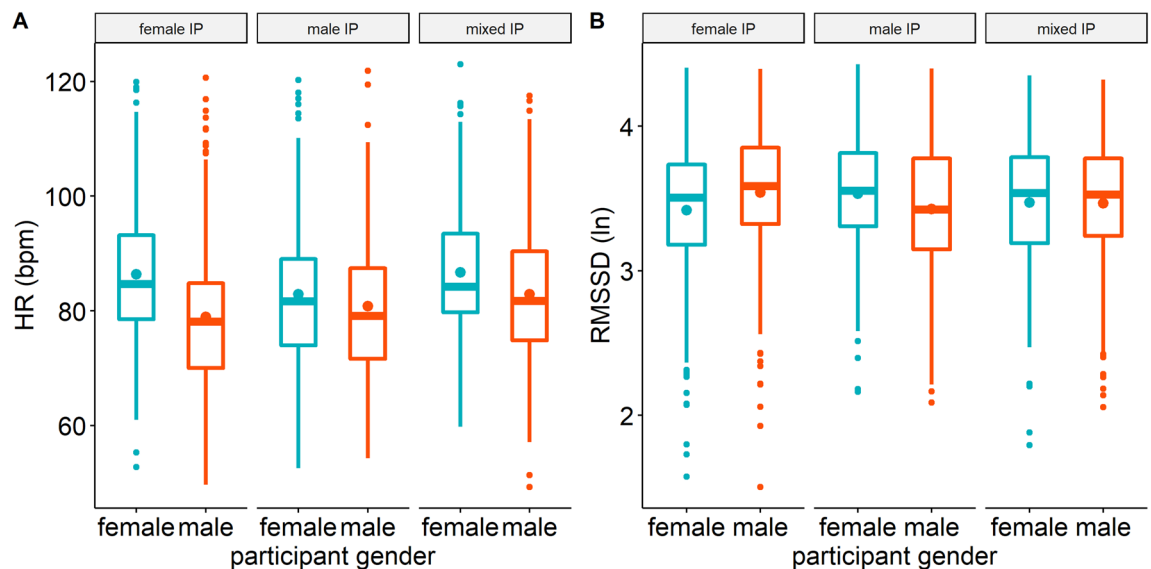 A
female IP
male IP
mixed IP
HR (bpm)
120
100
80
60
female male female male female male
participant gender
B
female IP
male IP
mixed IP
RMSSD (ln)
4
3
2
female male female male female male
participant gender